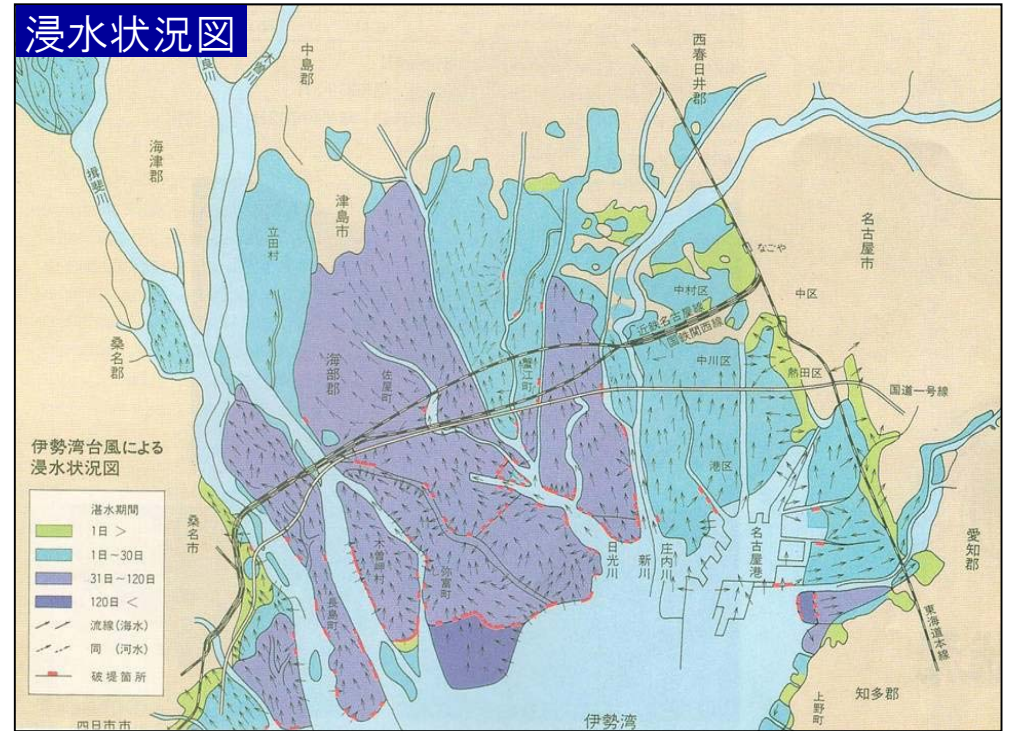 浸水状況図
木曽川
良川
中島郡
西春日井郡
海津郡
揖斐川
津島市
立田村
名古屋市
なごや
中村区
中区
近鉄名古屋線
国鉄関西線
桑名郡
海部郡
佐屋町
蟹江町
中川区
熱田区
国道一号線
伊勢湾台風による
浸水状況図
湛水期間
1日 >
1日~30日
31日~120日
120日 <
流線(海水)
同 (河水)
破堤箇所
桑名市
港区
木曽岬村
弥富町
長島町
日光川
新川
庄内川
名古屋港
愛知郡
東海道本線
上野町
知多郡
四日市市
伊勢湾